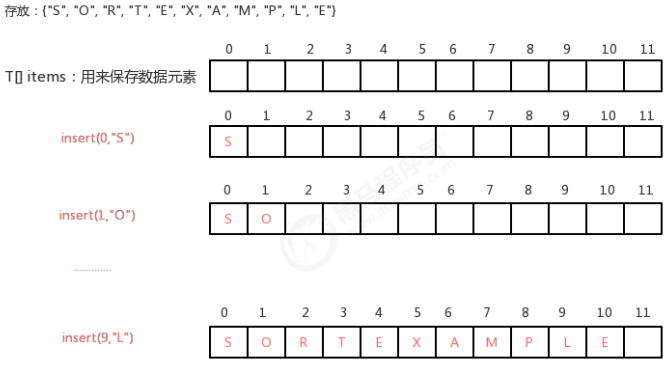 存放：{"S", "O", "R", "T", "E", "X", "A", "M", "P", "L", "E"}
0 1 2 3 4 5 6 7 8 9 10 11
T[] items：用来保存数据元素
0 1 2 3 4 5 6 7 8 9 10 11
insert(0,"S") S
0 1 2 3 4 5 6 7 8 9 10 11
insert(1,"O") S O
.............
0 1 2 3 4 5 6 7 8 9 10 11
insert(9,"L") S O R T E X A M P L E
黑马程序员